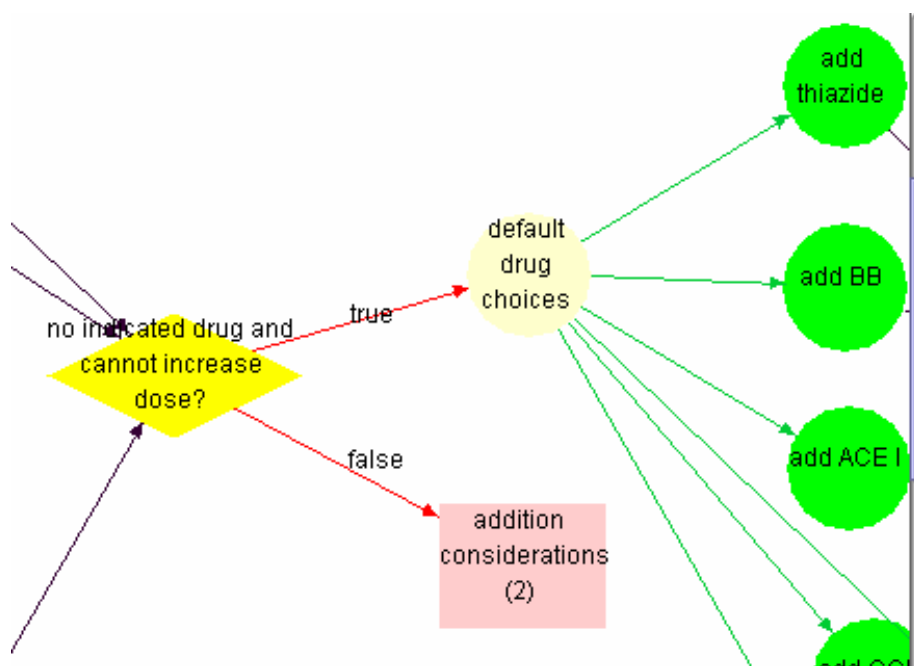 add
thiazide
default
drug
choices
add BB
true
no indicated drug and
cannot increase
dose?
false
add ACE I
addition
considerations
(2)
add